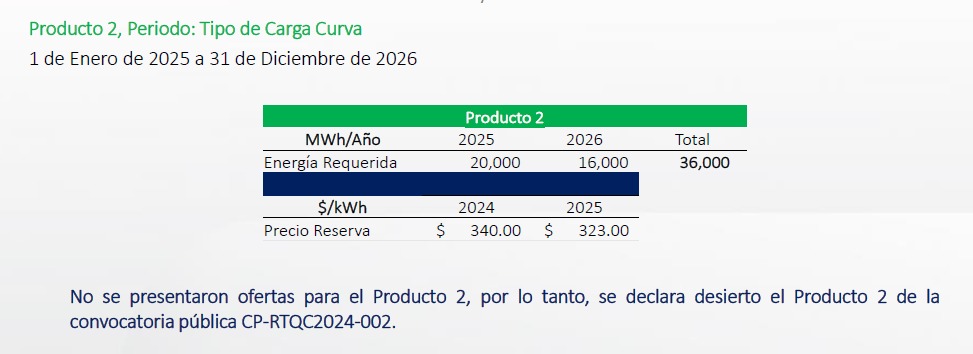 Producto 2, Periodo: Tipo de Carga Curva
1 de Enero de 2025 a 31 de Diciembre de 2026
Producto 2
MWh/Año 2025 2026 Total
Energía Requerida 20,000 16,000 36,000
$/kWh 2024 2025
Precio Reserva $ 340.00 $ 323.00
No se presentaron ofertas para el Producto 2, por lo tanto, se declara desierto el Producto 2 de la
convocatoria pública CP-RTQC2024-002.